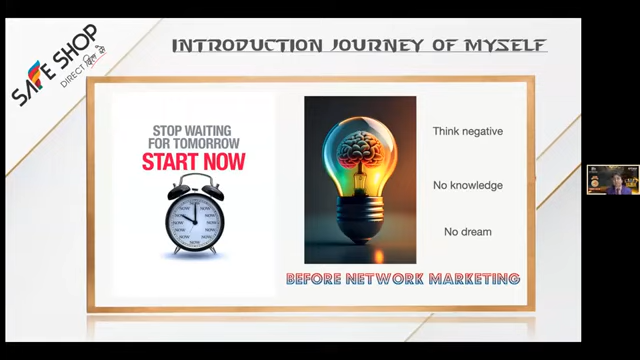 SAFE SHOP
DIRECT दिल से
INTRODUCTION JOURNEY OF MYSELF
STOP WAITING
FOR TOMORROW
START NOW
Think negative
No knowledge
No dream
BEFORE NETWORK MARKETING